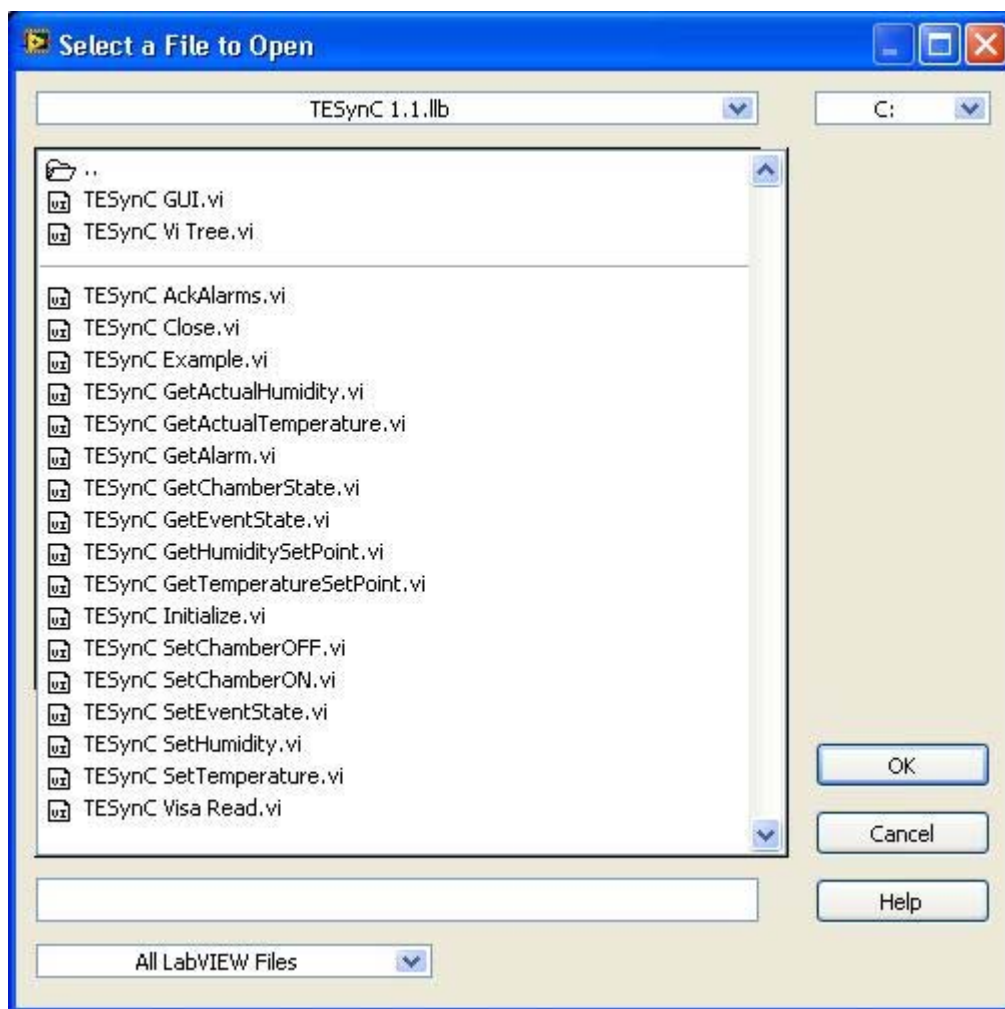 Select a File to Open
TESynC 1.1.llb
C:
..
TESynC GUI.vi
TESynC Vi Tree.vi
TESynC AckAlarms.vi
TESynC Close.vi
TESynC Example.vi
TESynC GetActualHumidity.vi
TESynC GetActualTemperature.vi
TESynC GetAlarm.vi
TESynC GetChamberState.vi
TESynC GetEventState.vi
TESynC GetHumiditySetPoint.vi
TESynC GetTemperatureSetPoint.vi
TESynC Initialize.vi
TESynC SetChamberOFF.vi
TESynC SetChamberON.vi
TESynC SetEventState.vi
TESynC SetHumidity.vi
TESynC SetTemperature.vi
TESynC Visa Read.vi
OK
Cancel
Help
All LabVIEW Files